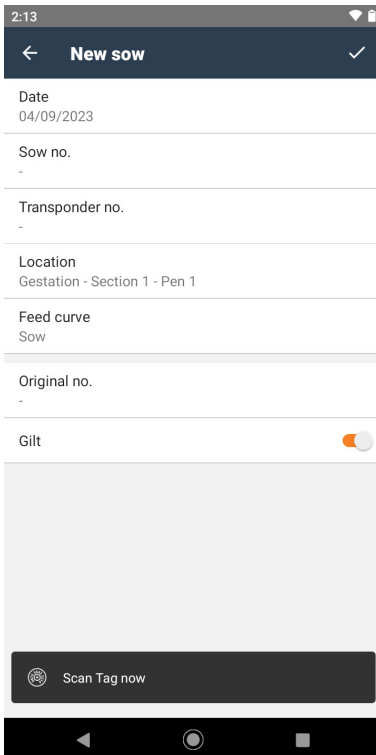 2:13
New sow
Date
04/09/2023
Sow no.
-
Transponder no.
-
Location
Gestation - Section 1 - Pen 1
Feed curve
Sow
Original no.
-
Gilt
Scan Tag now